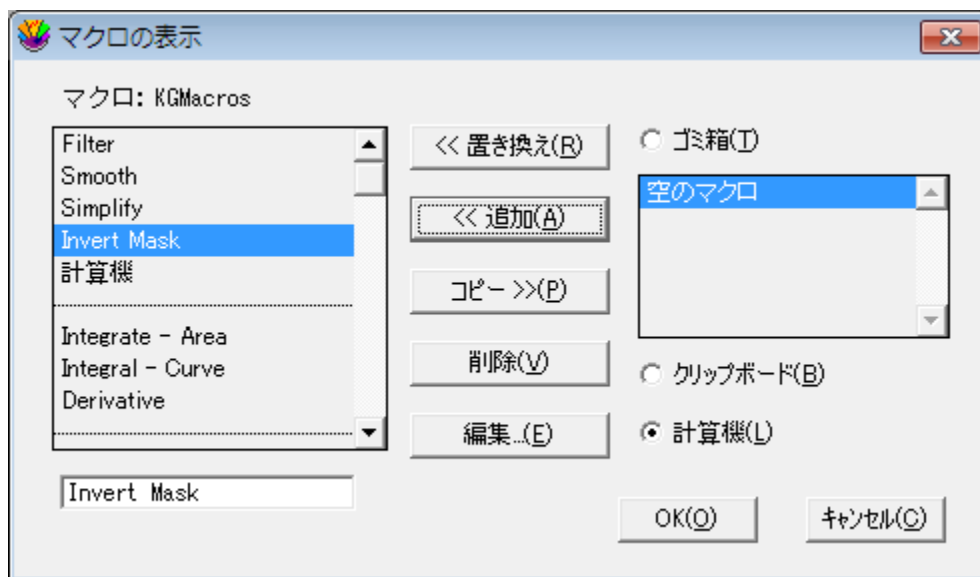 マクロの表示
マクロ: KGMacros
Filter
Smooth
Simplify
Invert Mask
計算機
Integrate - Area
Integral - Curve
Derivative
Invert Mask
<< 置き換え(R)
<< 追加(A)
コピー >>(P)
削除(V)
編集...(E)
ゴミ箱(T)
空のマクロ
クリップボード(B)
計算機(L)
OK(O)
キャンセル(C)